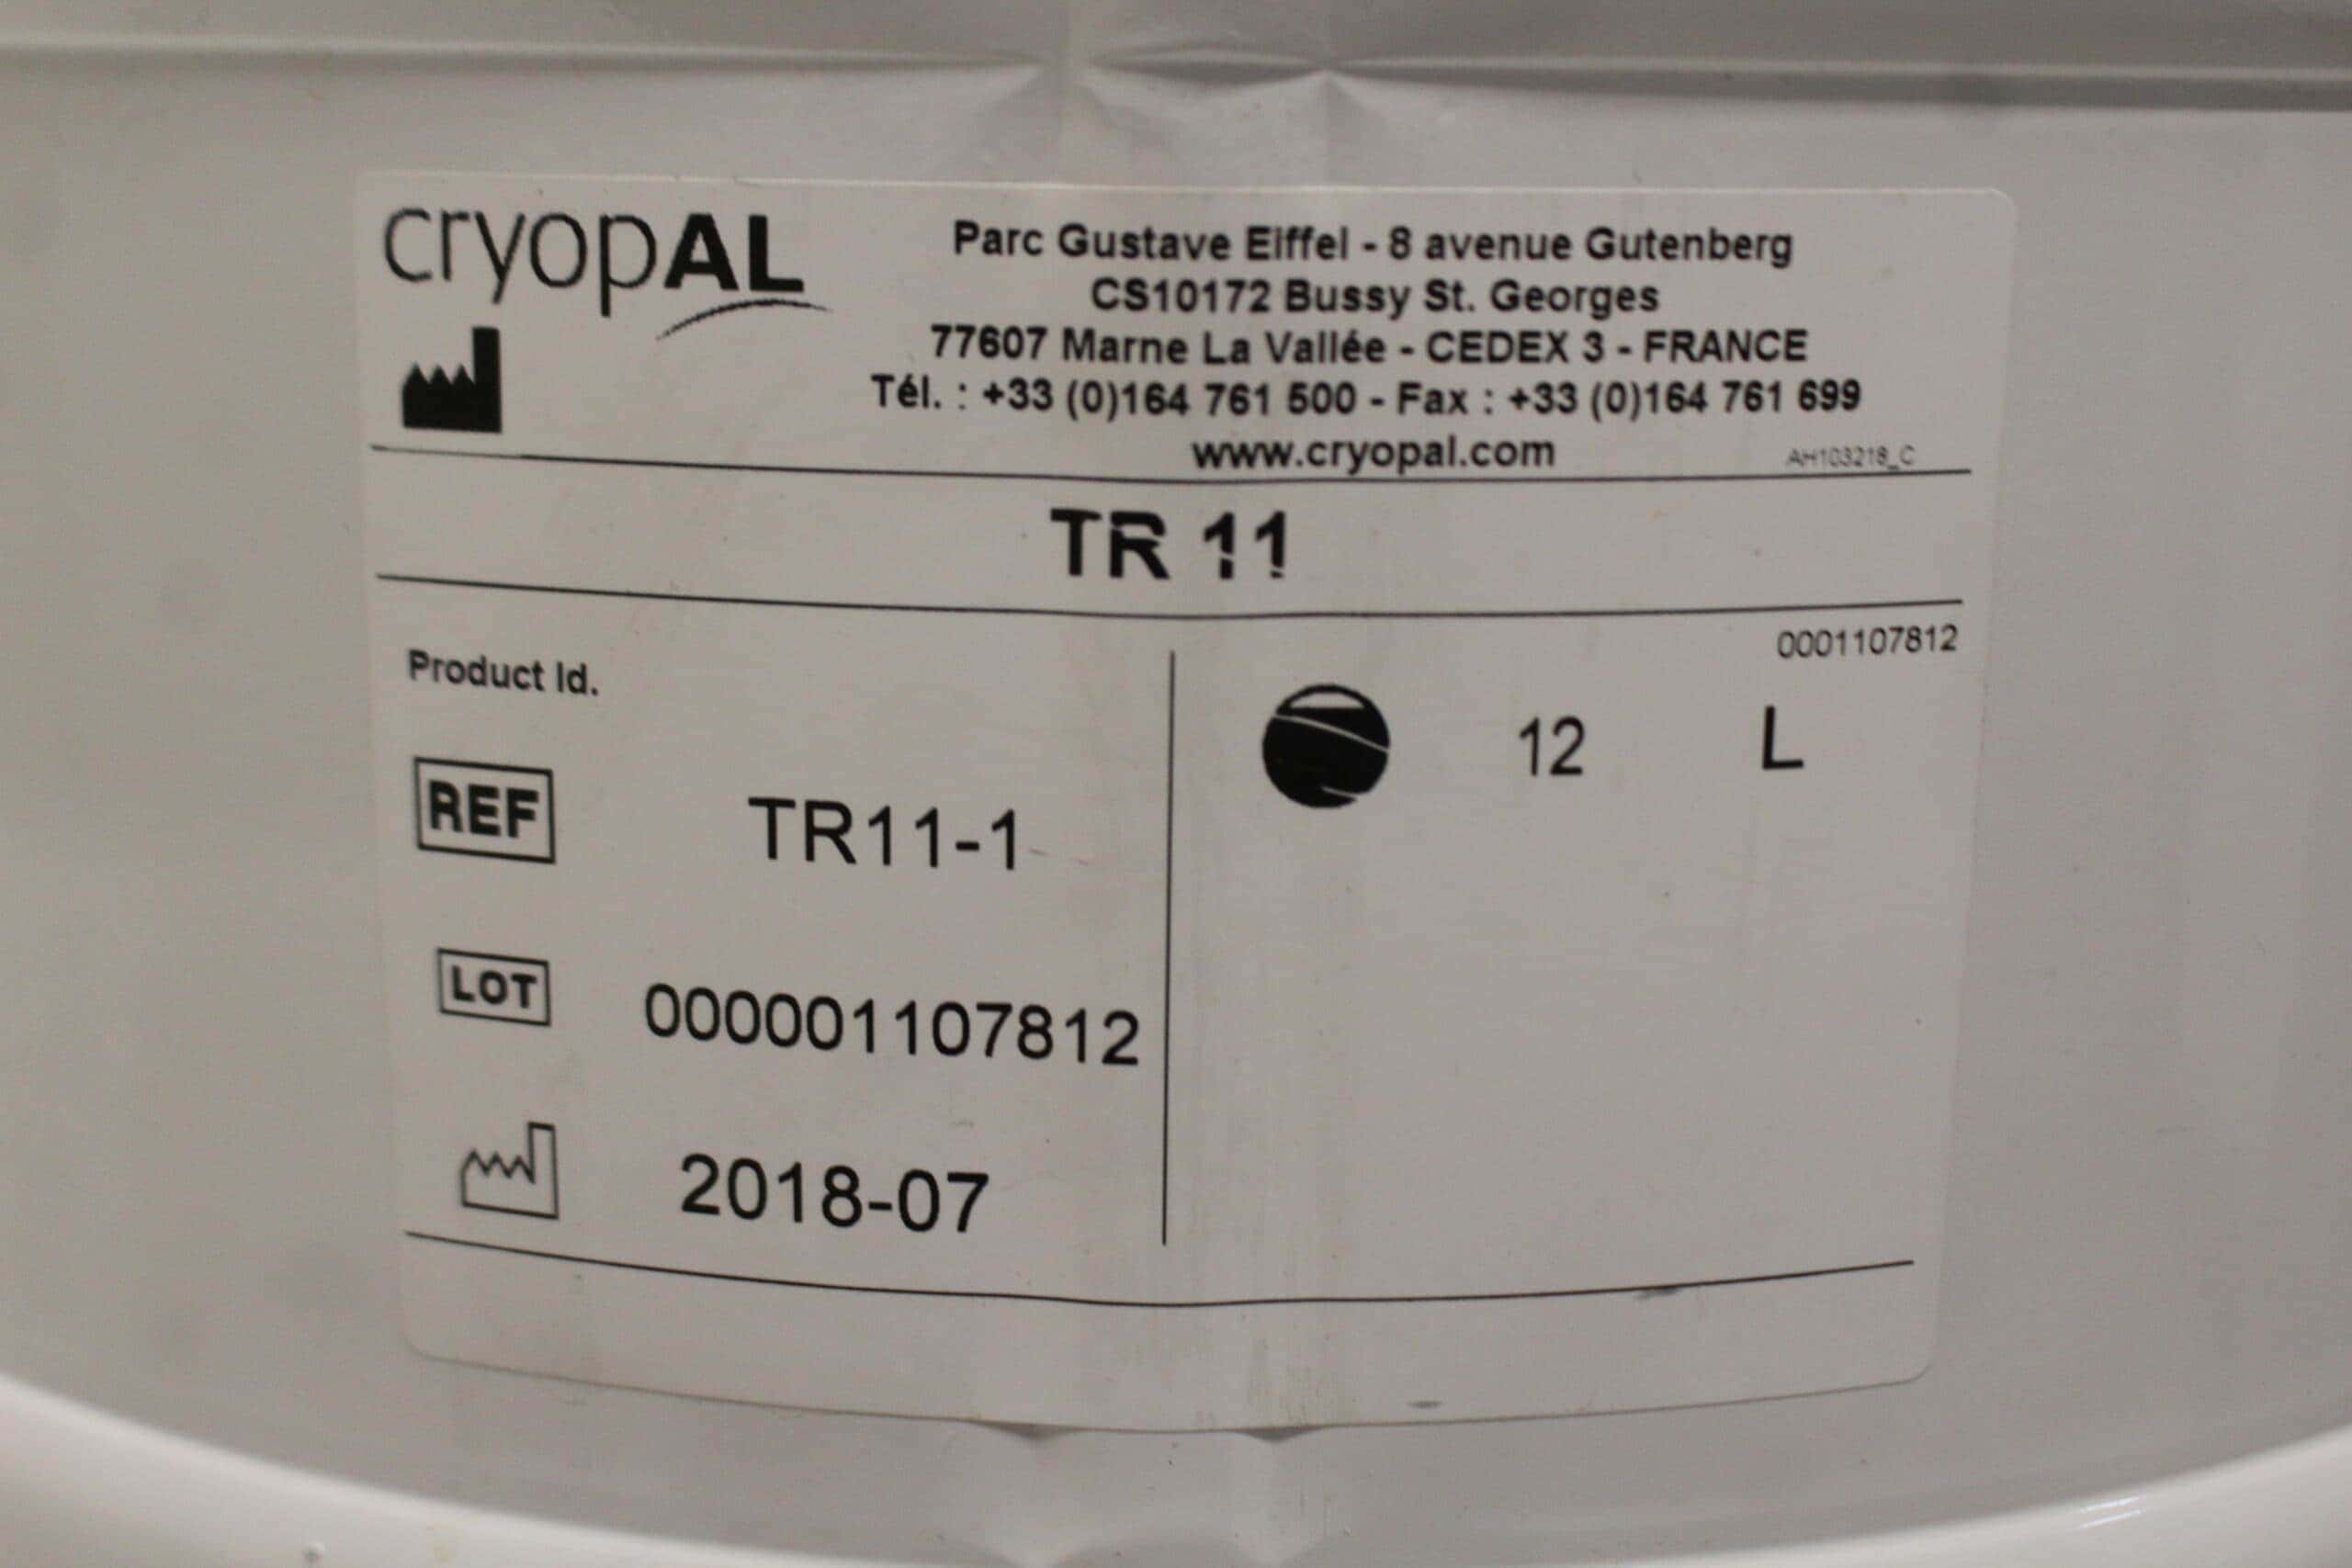 cryopAL
Parc Gustave Eiffel - 8 avenue Gutenberg
CS10172 Bussy St. Georges
77607 Marne La Vallée - CEDEX 3 - FRANCE
Tél. : +33 (0)164 761 500 - Fax : +33 (0)164 761 699
www.cryopal.com
AH103218_C
TR 11
0001107812
Product Id.
12 L
REF TR11-1
LOT 000001107812
2018-07